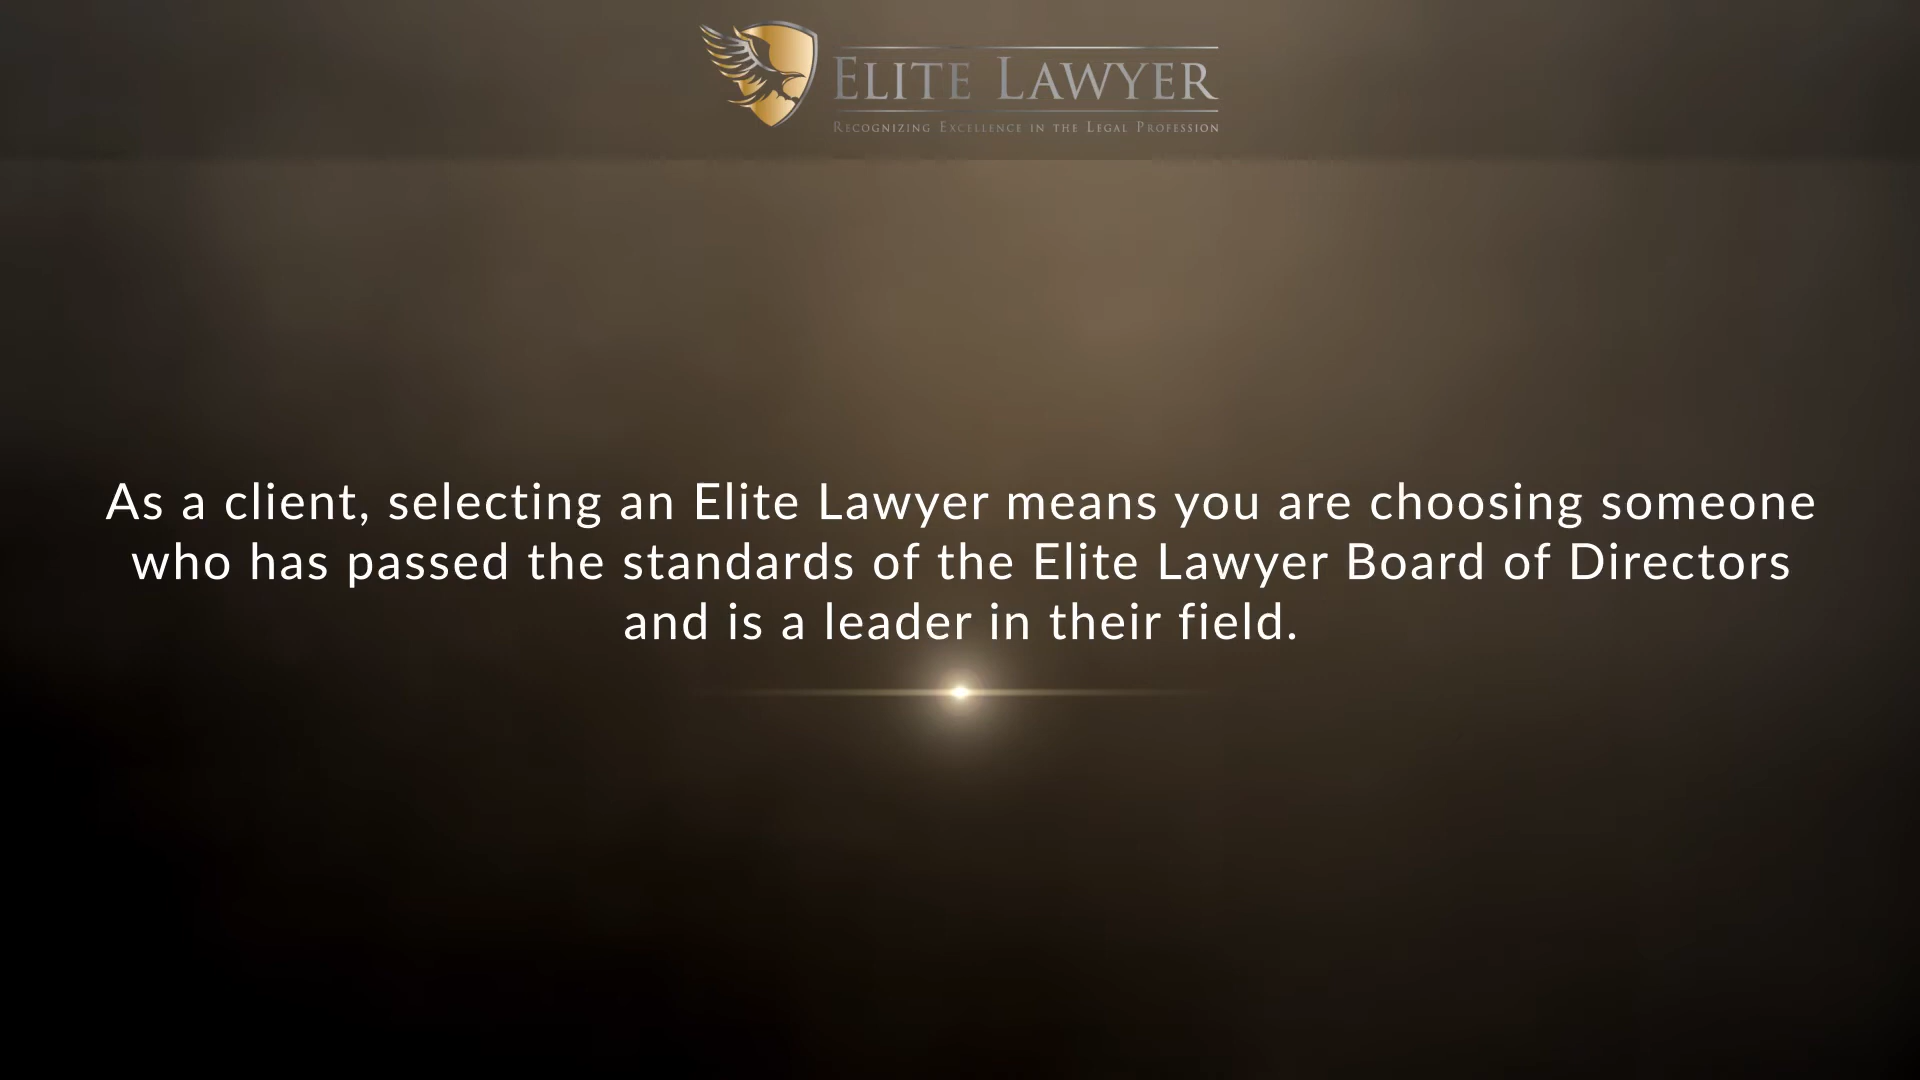 ELITE LAWYER
RECOGNIZING EXCELLENCE IN THE LEGAL PROFESSION
As a client, selecting an Elite Lawyer means you are choosing someone
who has passed the standards of the Elite Lawyer Board of Directors
and is a leader in their field.